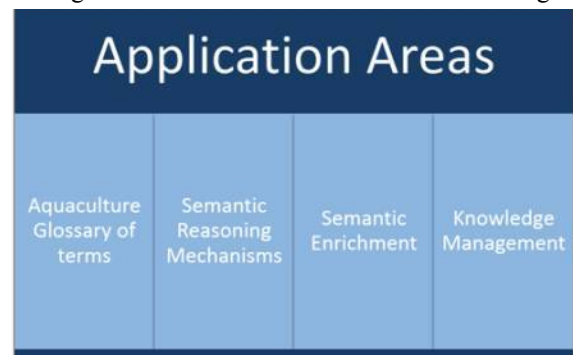 Application Areas
Aquaculture
Glossary of
terms
Semantic
Reasoning
Mechanisms
Semantic
Enrichment
Knowledge
Management